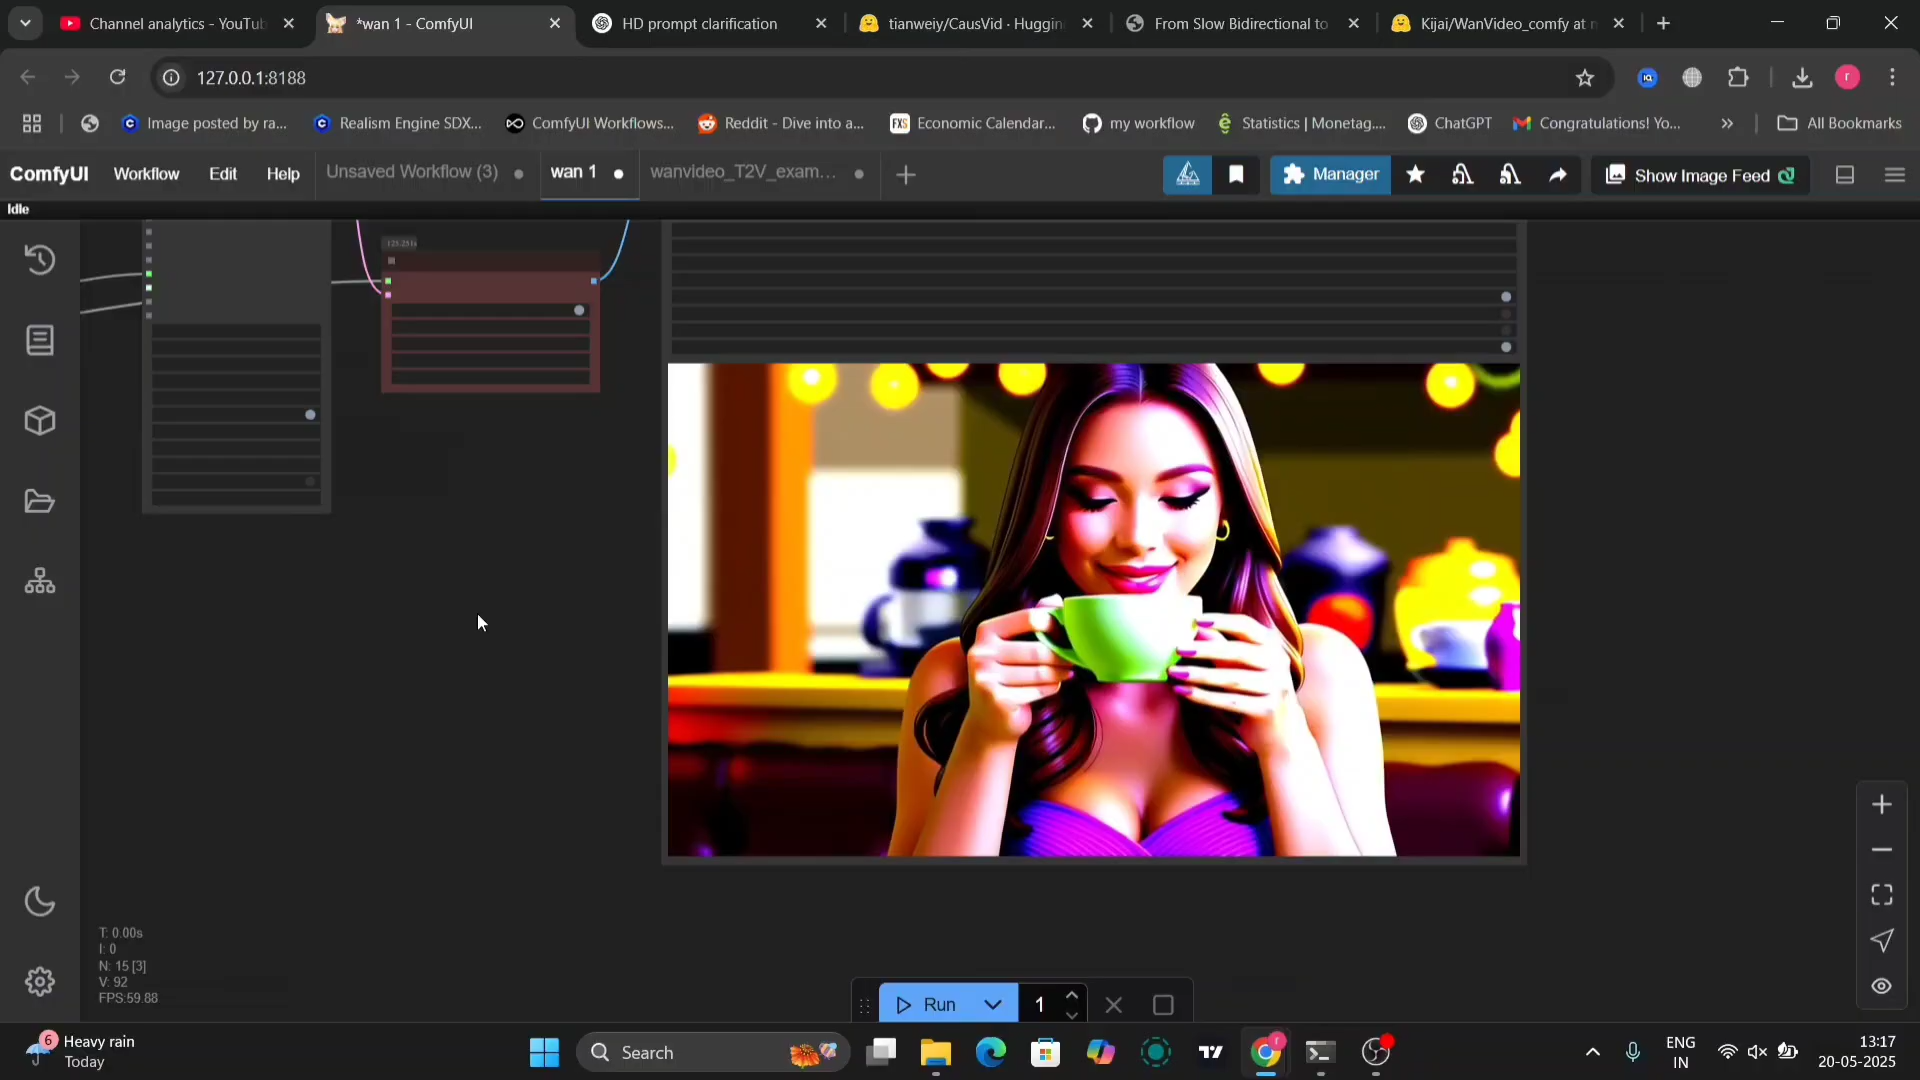 Channel analytics - YouTub
*wan 1 - ComfyUI
HD prompt clarification
tianweiy/CausVid · Huggin
From Slow Bidirectional to
Kijai/WanVideo_comfy at
127.0.0.1:8188
r
Image posted by ra...
Realism Engine SDX...
ComfyUI Workflows...
Reddit - Dive into a...
FXS
Economic Calendar...
my workflow
Statistics | Monetag....
ChatGPT
Congratulations! Yo...
All Bookmarks
ComfyUI
Workflow
Edit
Help
Unsaved Workflow (3)
wan 1
wanvideo_T2V_exam...
Manager
Show Image Feed
Idle
T: 0.00s
I: 0
N: 15 [3]
V: 92
FPS:59.88
Run
1
6
Heavy rain
Today
Search
ENG
IN
13:17
20-05-2025